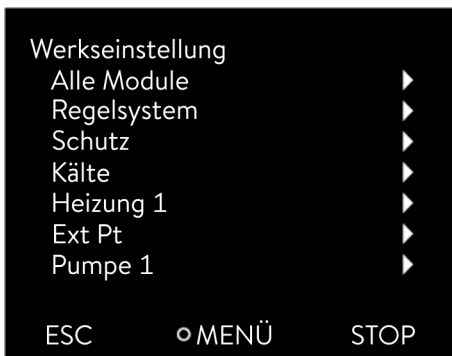 Werkseinstellung
Alle Module
Regelsystem
Schutz
Kälte
Heizung 1
Ext Pt
Pumpe 1
ESC MENÜ STOP